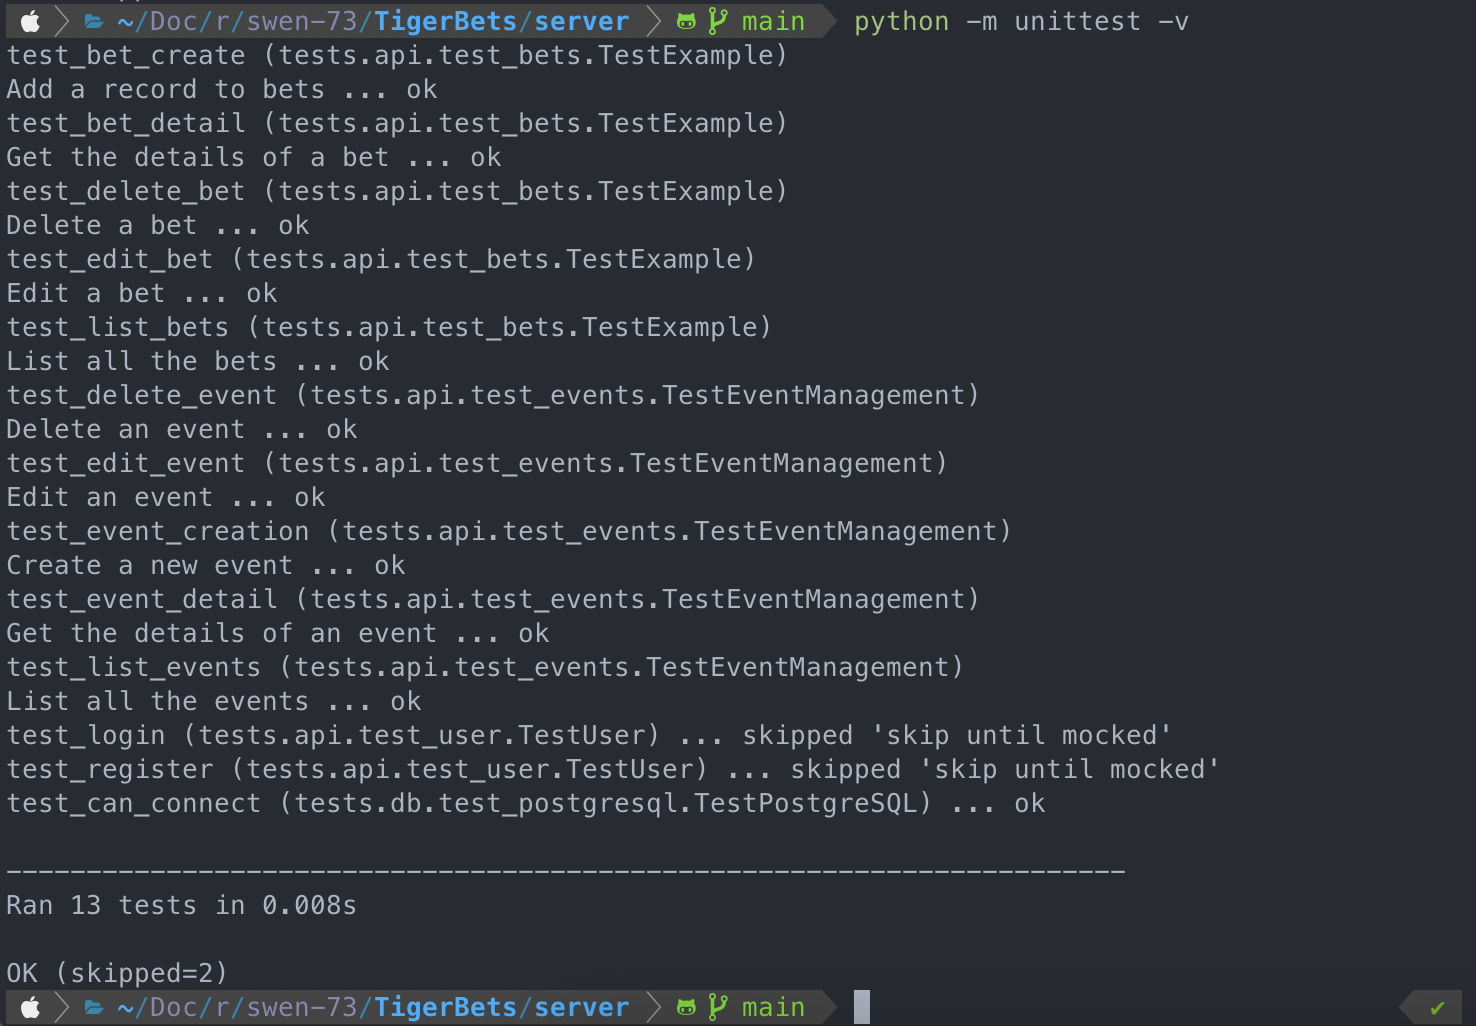 ~/Doc/r/swen-73/TigerBets/server main python -m unittest -v
test_bet_create (tests.api.test_bets.TestExample)
Add a record to bets ... ok
test_bet_detail (tests.api.test_bets.TestExample)
Get the details of a bet ... ok
test_delete_bet (tests.api.test_bets.TestExample)
Delete a bet ... ok
test_edit_bet (tests.api.test_bets.TestExample)
Edit a bet ... ok
test_list_bets (tests.api.test_bets.TestExample)
List all the bets ... ok
test_delete_event (tests.api.test_events.TestEventManagement)
Delete an event ... ok
test_edit_event (tests.api.test_events.TestEventManagement)
Edit an event ... ok
test_event_creation (tests.api.test_events.TestEventManagement)
Create a new event ... ok
test_event_detail (tests.api.test_events.TestEventManagement)
Get the details of an event ... ok
test_list_events (tests.api.test_events.TestEventManagement)
List all the events ... ok
test_login (tests.api.test_user.TestUser) ... skipped 'skip until mocked'
test_register (tests.api.test_user.TestUser) ... skipped 'skip until mocked'
test_can_connect (tests.db.test_postgresql.TestPostgreSQL) ... ok
----------------------------------------------------------------------
Ran 13 tests in 0.008s
OK (skipped=2)
~/Doc/r/swen-73/TigerBets/server main ✔